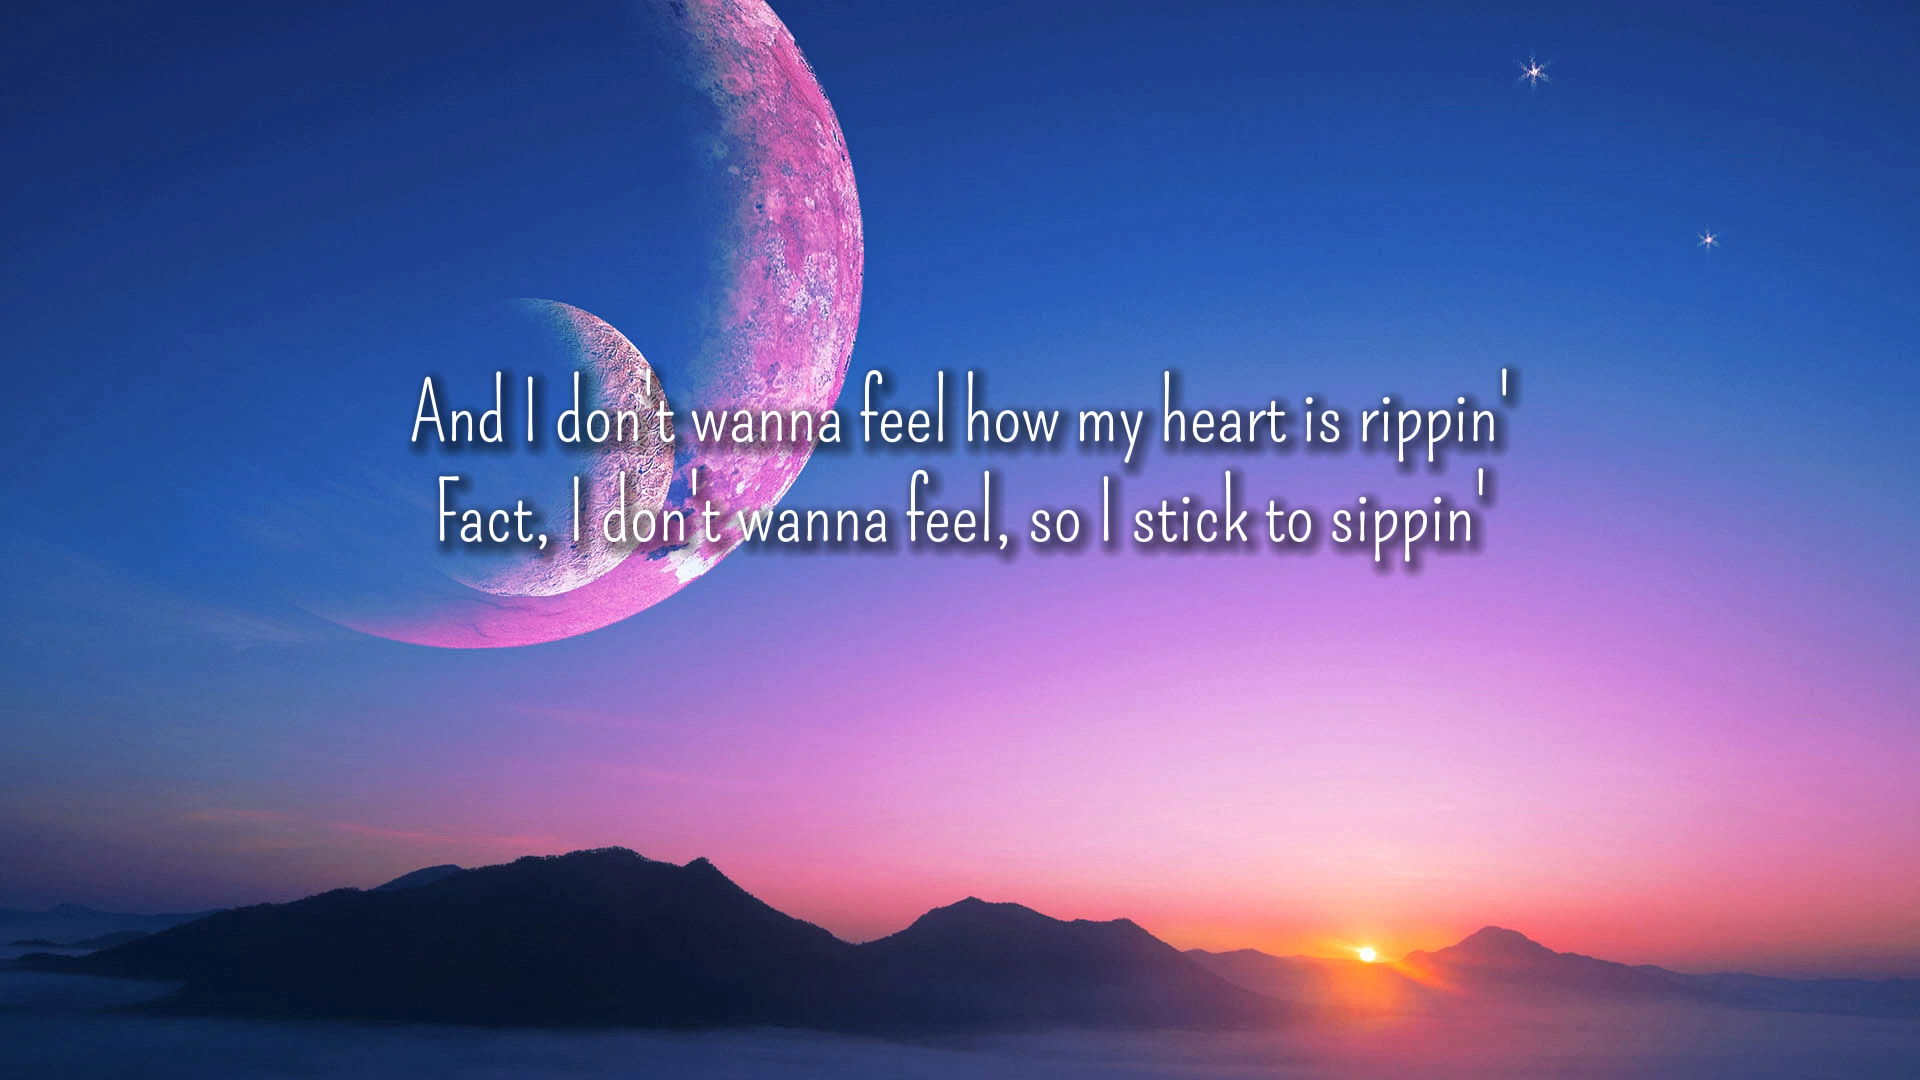 And I don't wanna feel how my heart is rippin'
Fact, I don't wanna feel, so I stick to sippin'